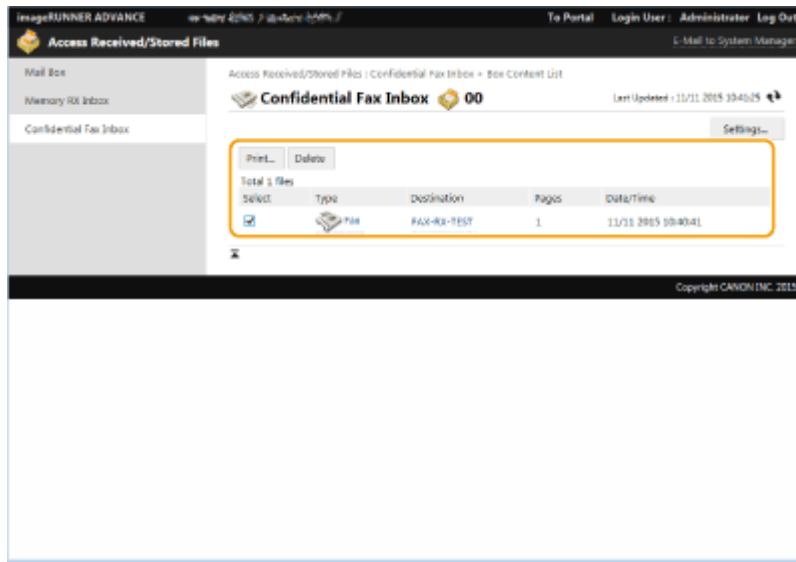 imageRUNNER ADVANCE To Portal Login User : Administrator Log Out
Access Received/Stored Files E-Mail to System Manager
Mail Box
Memory RX Inbox
Confidential Fax Inbox
Access Received/Stored Files : Confidential Fax Inbox > Box Content List
Confidential Fax Inbox 00 Last Updated : 11/11 2015 10:41:25
Settings...
Print... Delete
Total 1 files
Select Type Destination Pages Date/Time
Fax FAX-RX-TEST 1 11/11 2015 10:40:41
Copyright CANON INC. 2015